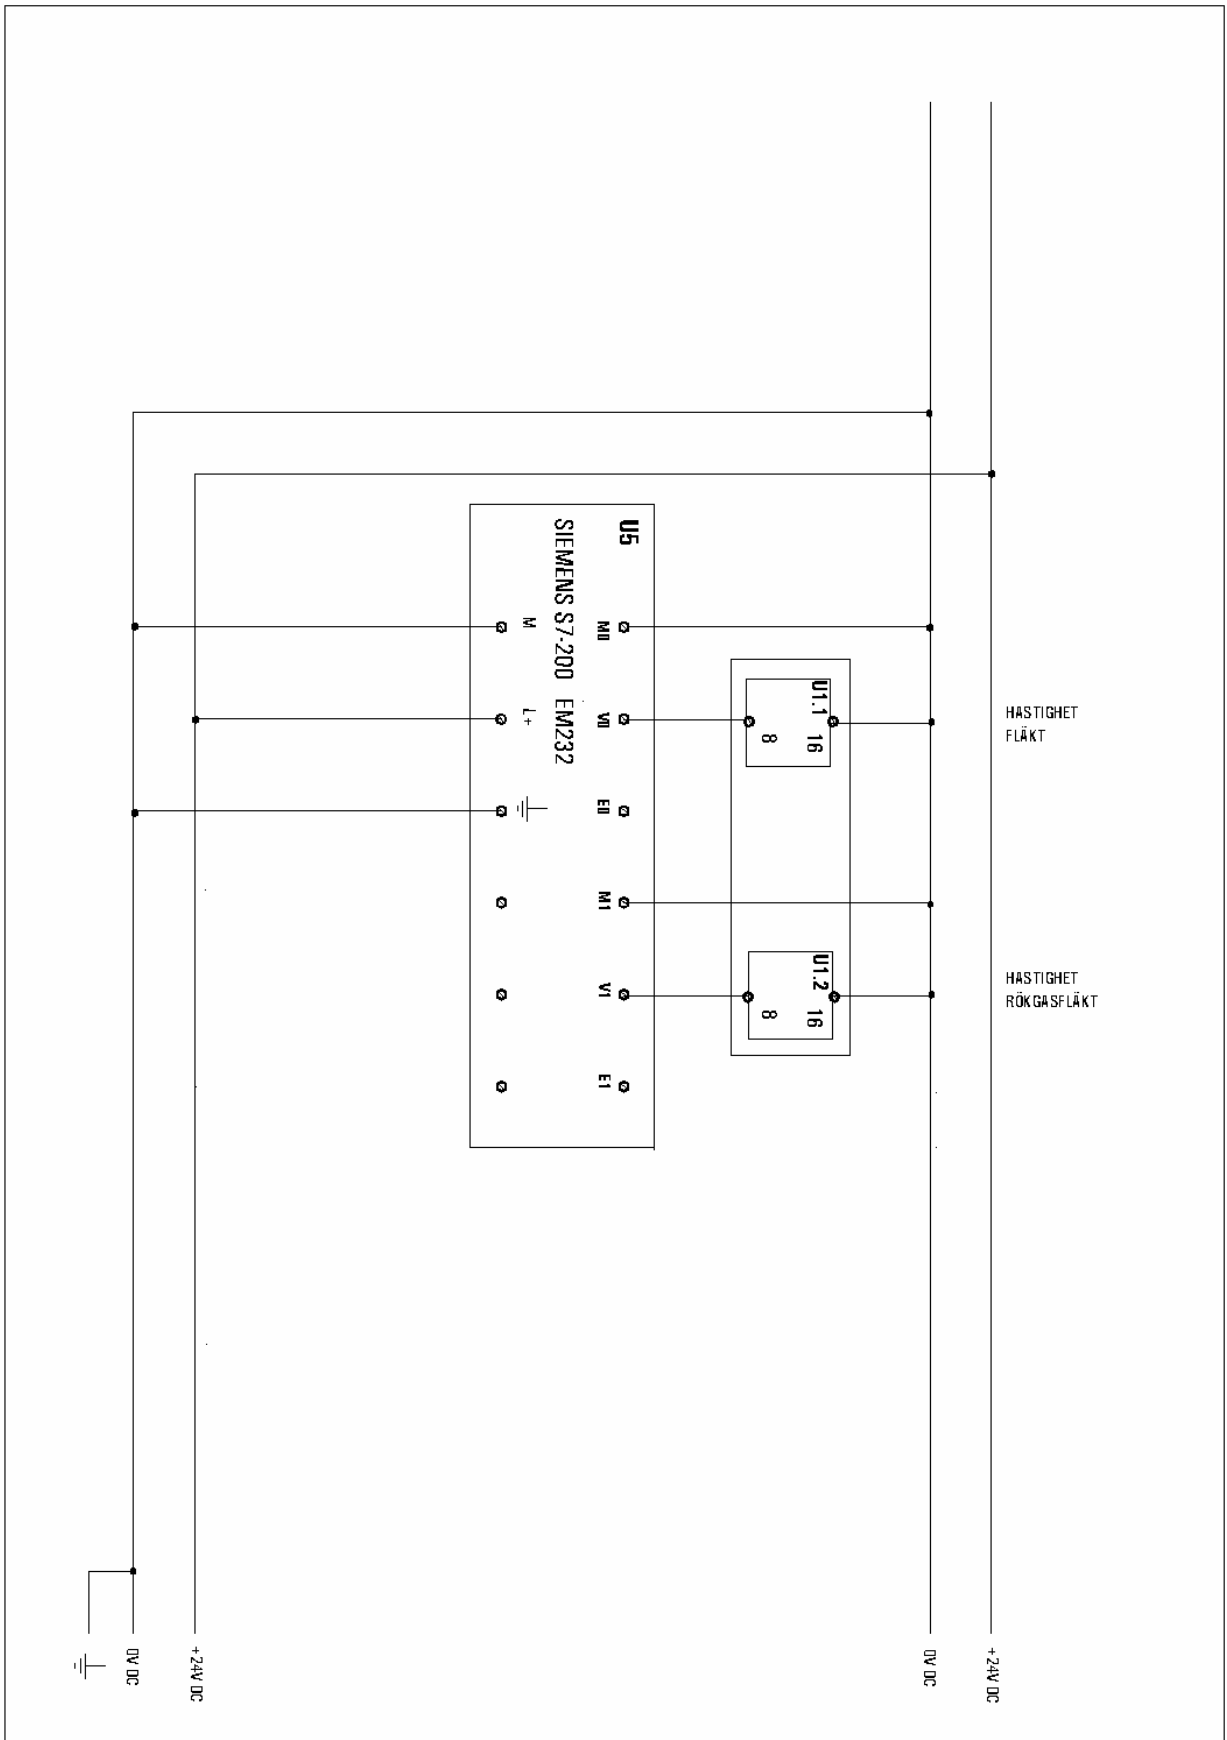 U5
SIEMENS S7-200 EM232
M0
V0
E0
M1
V1
E1
M
L+
U1.1
16
8
U1.2
16
8
HASTIGHET
FLÄKT
HASTIGHET
RÖKGASFLÄKT
0V DC
+24V DC
0V DC
+24V DC